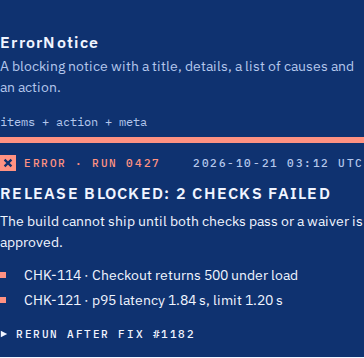 ErrorNotice
A blocking notice with a title, details, a list of causes and
an action.
items + action + meta
ERROR · RUN 0427 2026-10-21 03:12 UTC
RELEASE BLOCKED: 2 CHECKS FAILED
The build cannot ship until both checks pass or a waiver is
approved.
CHK-114 · Checkout returns 500 under load
CHK-121 · p95 latency 1.84 s, limit 1.20 s
▸ RERUN AFTER FIX #1182